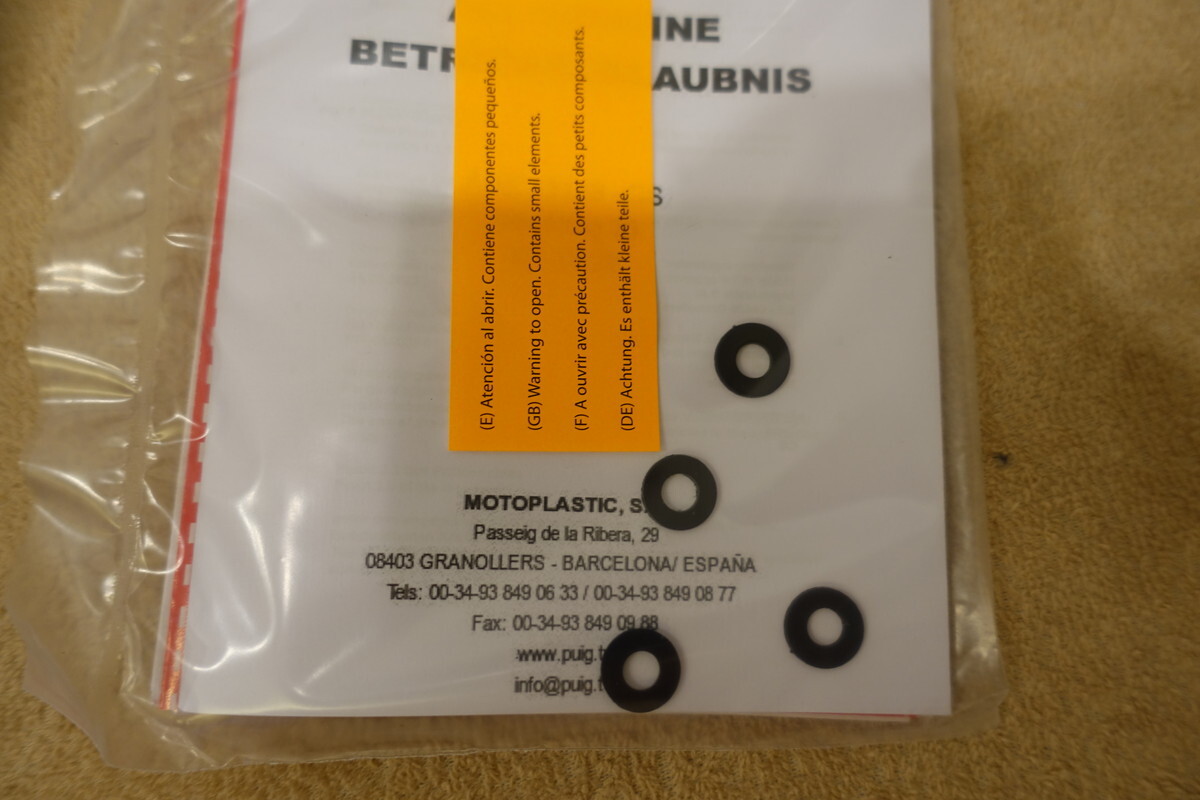 INE
BETR AUBNIS
S
(E) Atención al abrir. Contiene componentes pequeños.
(GB) Warning to open. Contains small elements.
(F) A ouvrir avec précaution. Contient des petits composants.
(DE) Achtung. Es enthält kleine teile.
MOTOPLASTIC, S.
Passeig de la Ribera, 29
08403 GRANOLLERS - BARCELONA/ ESPAÑA
Tels: 00-34-93 849 06 33 / 00-34-93 849 08 77
Fax: 00-34-93 849 09 88
www.puig.t
info@puig.t